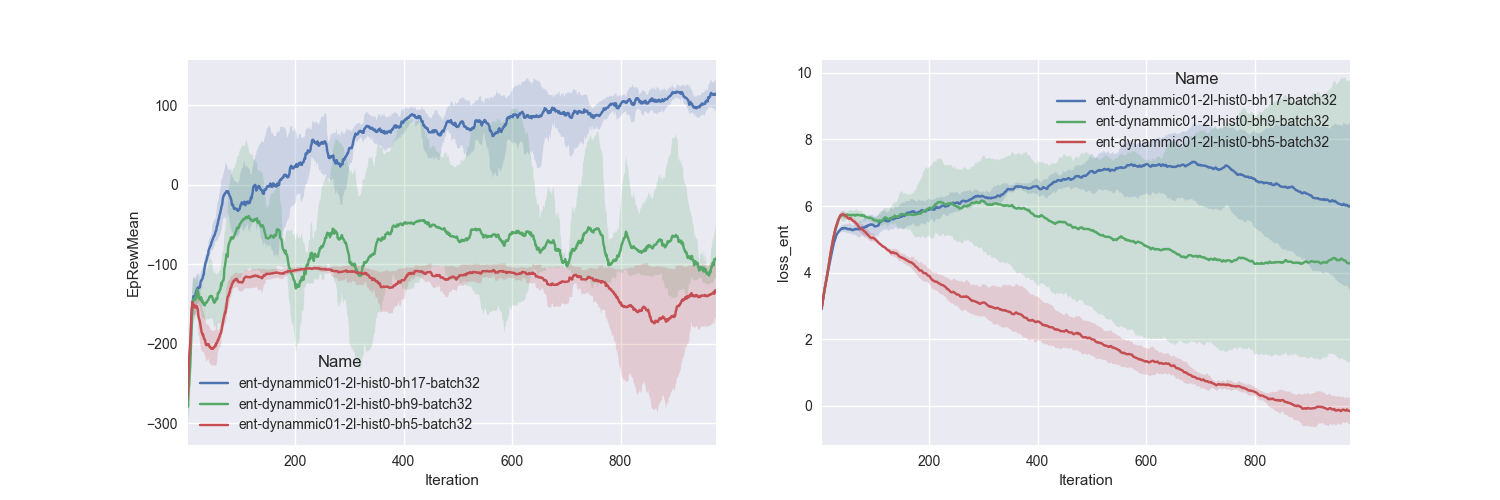 100
0
−100
−200
−300
EpRewMean
Name
ent-dynammic01-2l-hist0-bh17-batch32
ent-dynammic01-2l-hist0-bh9-batch32
ent-dynammic01-2l-hist0-bh5-batch32
200 400 600 800
Iteration
10
8
6
4
2
0
loss_ent
Name
ent-dynammic01-2l-hist0-bh17-batch32
ent-dynammic01-2l-hist0-bh9-batch32
ent-dynammic01-2l-hist0-bh5-batch32
200 400 600 800
Iteration